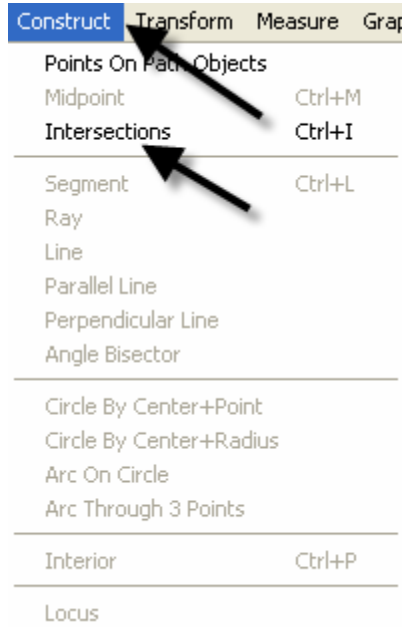 Construct Transform Measure Grap
Points On Path Objects
Midpoint Ctrl+M
Intersections Ctrl+I
Segment Ctrl+L
Ray
Line
Parallel Line
Perpendicular Line
Angle Bisector
Circle By Center+Point
Circle By Center+Radius
Arc On Circle
Arc Through 3 Points
Interior Ctrl+P
Locus